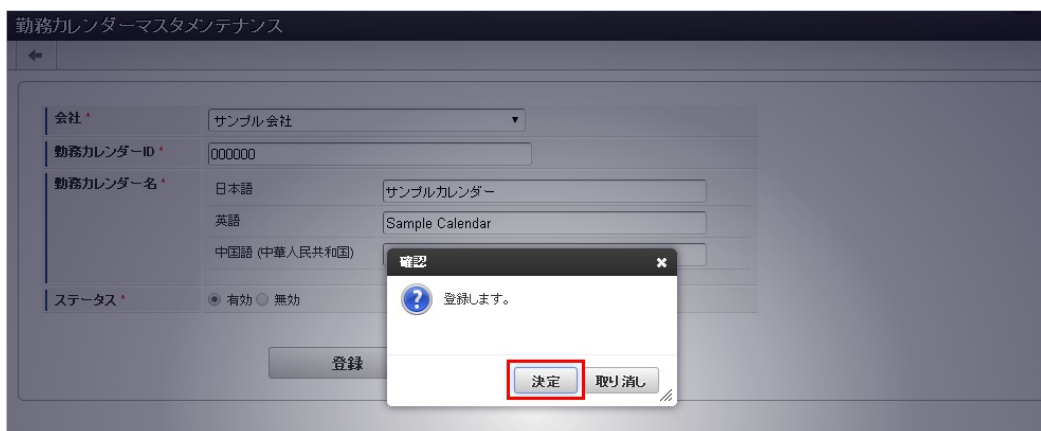 勤務カレンダーマスタメンテナンス
会社 *
サンプル会社
勤務カレンダーID *
000000
勤務カレンダー名 *
日本語
サンプルカレンダー
英語
Sample Calendar
中国語 (中華人民共和国)
確認
登録します。
ステータス *
有効 無効
登録
決定 取り消し